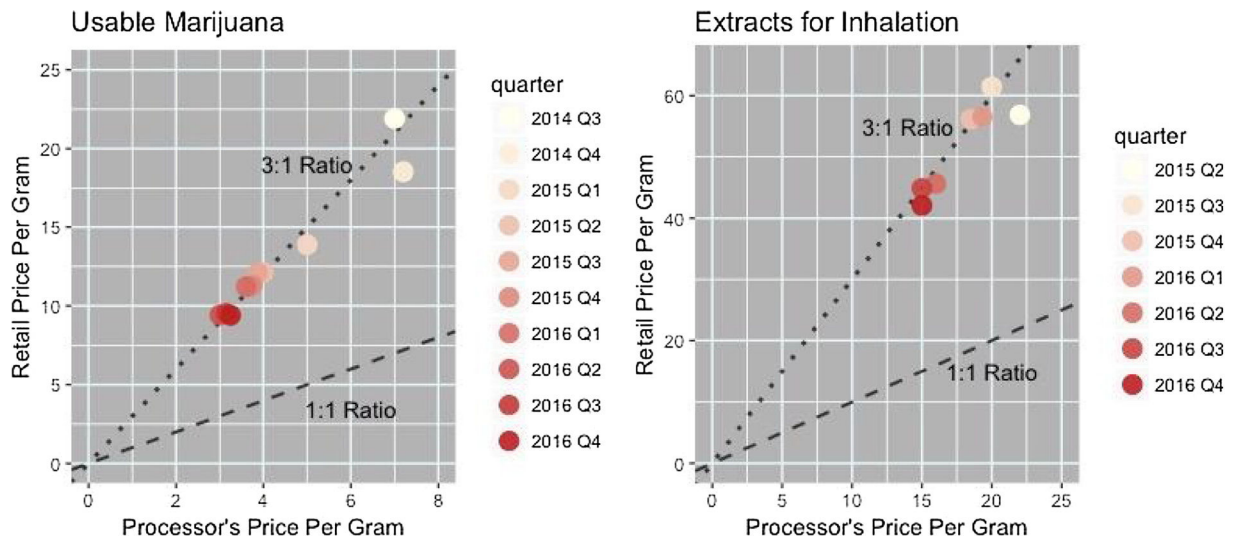 Usable Marijuana
Retail Price Per Gram
25
20
15
10
5
0
3:1 Ratio
1:1 Ratio
0 2 4 6 8
Processor's Price Per Gram
quarter
2014 Q3
2014 Q4
2015 Q1
2015 Q2
2015 Q3
2015 Q4
2016 Q1
2016 Q2
2016 Q3
2016 Q4
Extracts for Inhalation
Retail Price Per Gram
60
40
20
0
3:1 Ratio
1:1 Ratio
0 5 10 15 20 25
Processor's Price Per Gram
quarter
2015 Q2
2015 Q3
2015 Q4
2016 Q1
2016 Q2
2016 Q3
2016 Q4